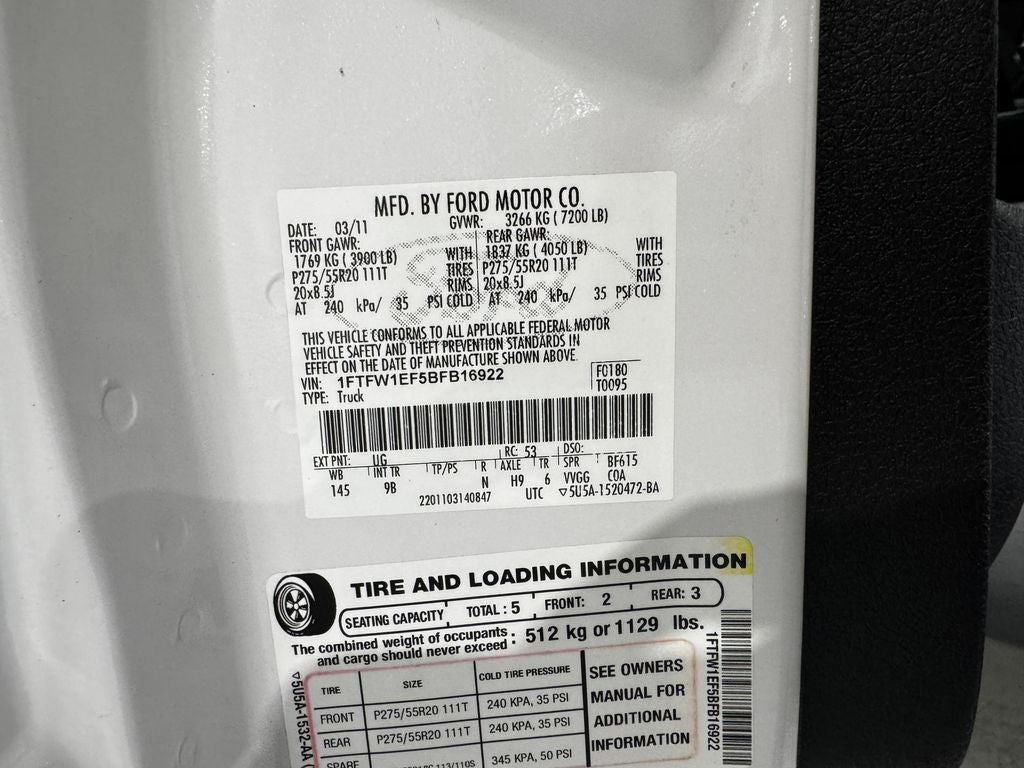 MFD. BY FORD MOTOR CO.
DATE: 03/11 GVWR: 3266 KG ( 7200 LB)
FRONT GAWR: REAR GAWR:
1769 KG ( 3900 LB) WITH 1837 KG ( 4050 LB) WITH
P275/55R20 111T TIRES P275/55R20 111T TIRES
20x8.5J RIMS 20x8.5J RIMS
AT 240 kPa/ 35 PSI COLD AT 240 kPa/ 35 PSI COLD
THIS VEHICLE CONFORMS TO ALL APPLICABLE FEDERAL MOTOR
VEHICLE SAFETY AND THEFT PREVENTION STANDARDS IN
EFFECT ON THE DATE OF MANUFACTURE SHOWN ABOVE.
VIN: 1FTFW1EF5BFB16922 F0180
TYPE: Truck T0095
EXT PNT: UG RC: 53 DSO:
WB INT TR TP/PS R AXLE TR SPR BF615
145 9B N H9 6 VVGG COA
2201103140847 UTC ▽5U5A-1520472-BA
TIRE AND LOADING INFORMATION
SEATING CAPACITY TOTAL : 5 FRONT: 2 REAR: 3
The combined weight of occupants
and cargo should never exceed : 512 kg or 1129 lbs.
TIRE SIZE COLD TIRE PRESSURE
FRONT P275/55R20 111T 240 KPA, 35 PSI
REAR P275/55R20 111T 240 KPA, 35 PSI
SPARE 113/110S 345 KPA, 50 PSI
SEE OWNERS
MANUAL FOR
ADDITIONAL
INFORMATION
▽5U5A-1532-AA
1FTFW1EF5BFB16922